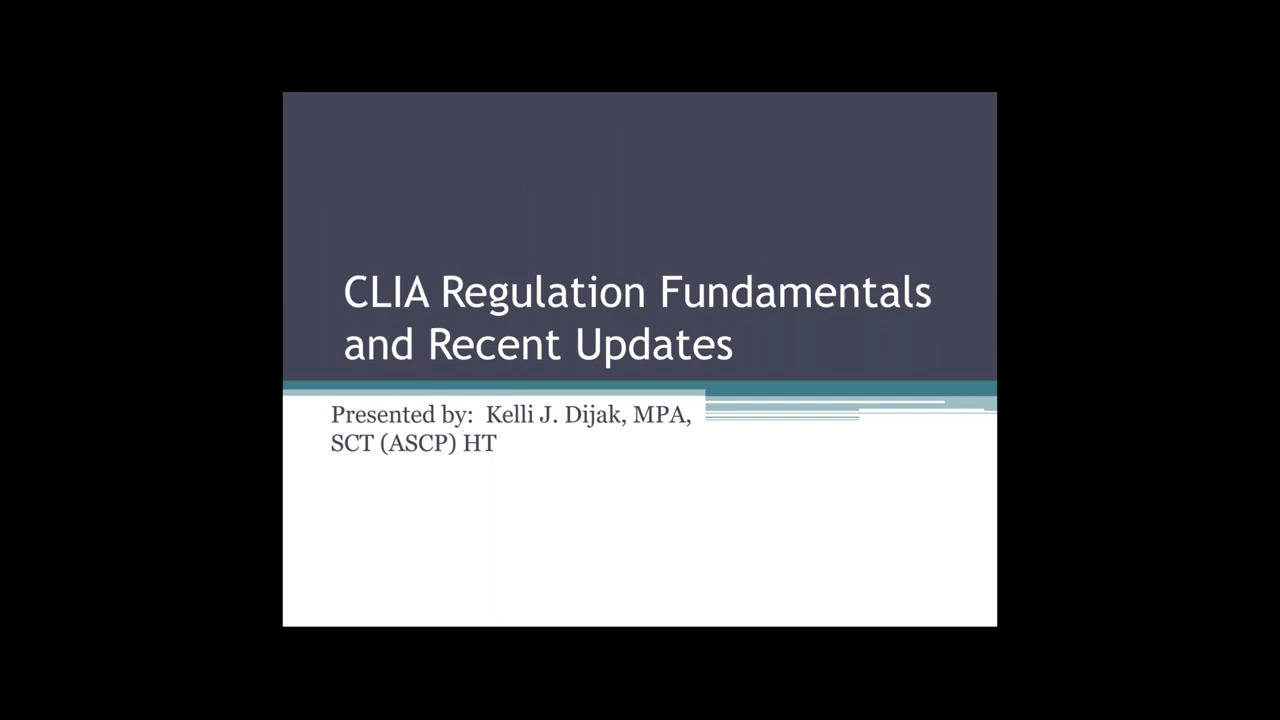 CLIA Regulation Fundamentals
and Recent Updates
Presented by: Kelli J. Dijak, MPA,
SCT (ASCP) HT